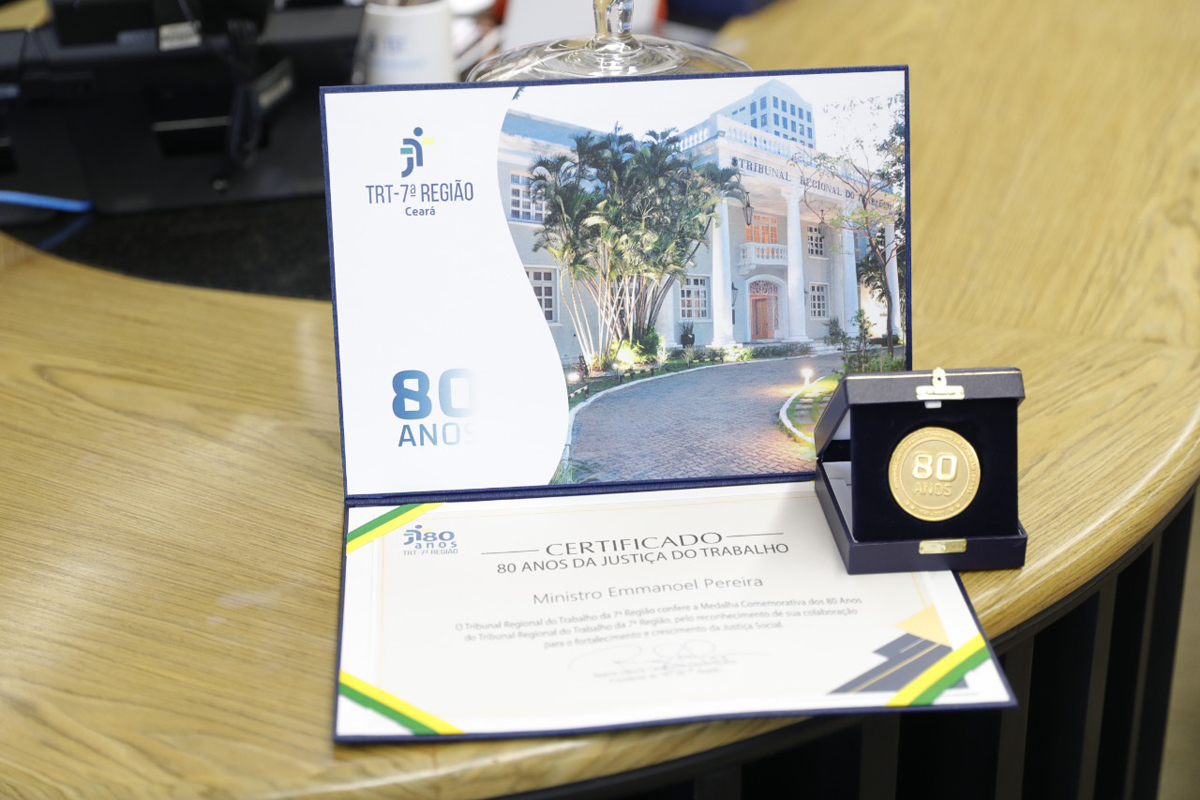 TRT-7ª REGIÃO
Ceará
TRIBUNAL REGIONAL DO TRABALHO
80
ANOS
80
ANOS
80
anos
TRT-7ª REGIÃO
CERTIFICADO
80 ANOS DA JUSTIÇA DO TRABALHO
Ministro Emmanoel Pereira
O Tribunal Regional do Trabalho da 7ª Região confere a Medalha Comemorativa dos 80 Anos
do Tribunal Regional do Trabalho da 7ª Região, pelo reconhecimento de sua colaboração
para o fortalecimento e crescimento da Justiça Social.